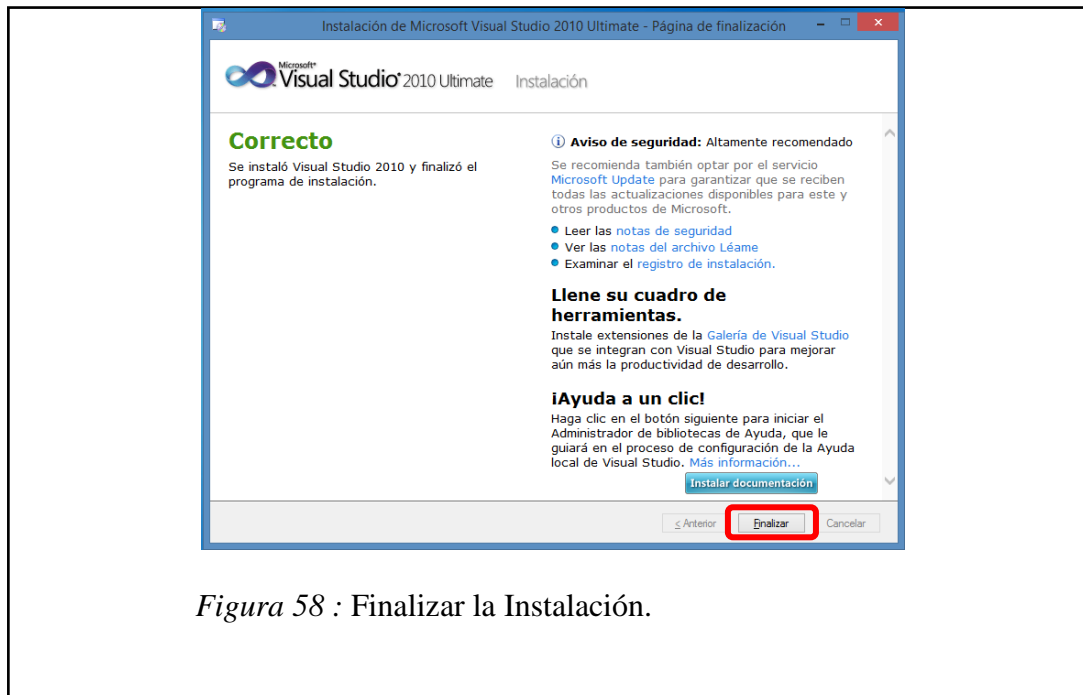 Instalación de Microsoft Visual Studio 2010 Ultimate - Página de finalización
Microsoft®
Visual Studio® 2010 Ultimate Instalación
Correcto
Se instaló Visual Studio 2010 y finalizó el
programa de instalación.
Aviso de seguridad: Altamente recomendado
Se recomienda también optar por el servicio
Microsoft Update para garantizar que se reciben
todas las actualizaciones disponibles para este y
otros productos de Microsoft.
Leer las notas de seguridad
Ver las notas del archivo Léame
Examinar el registro de instalación.
Llene su cuadro de
herramientas.
Instale extensiones de la Galería de Visual Studio
que se integran con Visual Studio para mejorar
aún más la productividad de desarrollo.
¡Ayuda a un clic!
Haga clic en el botón siguiente para iniciar el
Administrador de bibliotecas de Ayuda, que le
guiará en el proceso de configuración de la Ayuda
local de Visual Studio. Más información...
Instalar documentación
< Anterior Finalizar Cancelar
Figura 58 : Finalizar la Instalación.